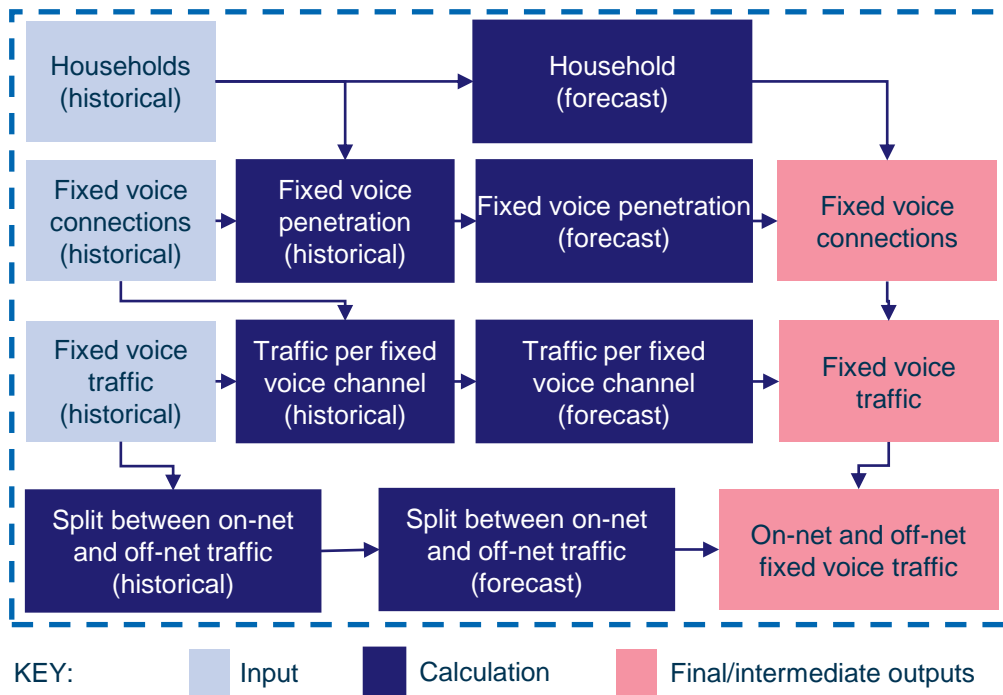 Households
(historical)
Household
(forecast)
Fixed voice
connections
(historical)
Fixed voice
penetration
(historical)
Fixed voice penetration
(forecast)
Fixed voice
connections
Fixed voice
traffic
(historical)
Traffic per fixed
voice channel
(historical)
Traffic per fixed
voice channel
(forecast)
Fixed voice
traffic
Split between on-net
and off-net traffic
(historical)
Split between on-net
and off-net traffic
(forecast)
On-net and off-net
fixed voice traffic
KEY:
Input
Calculation
Final/intermediate outputs